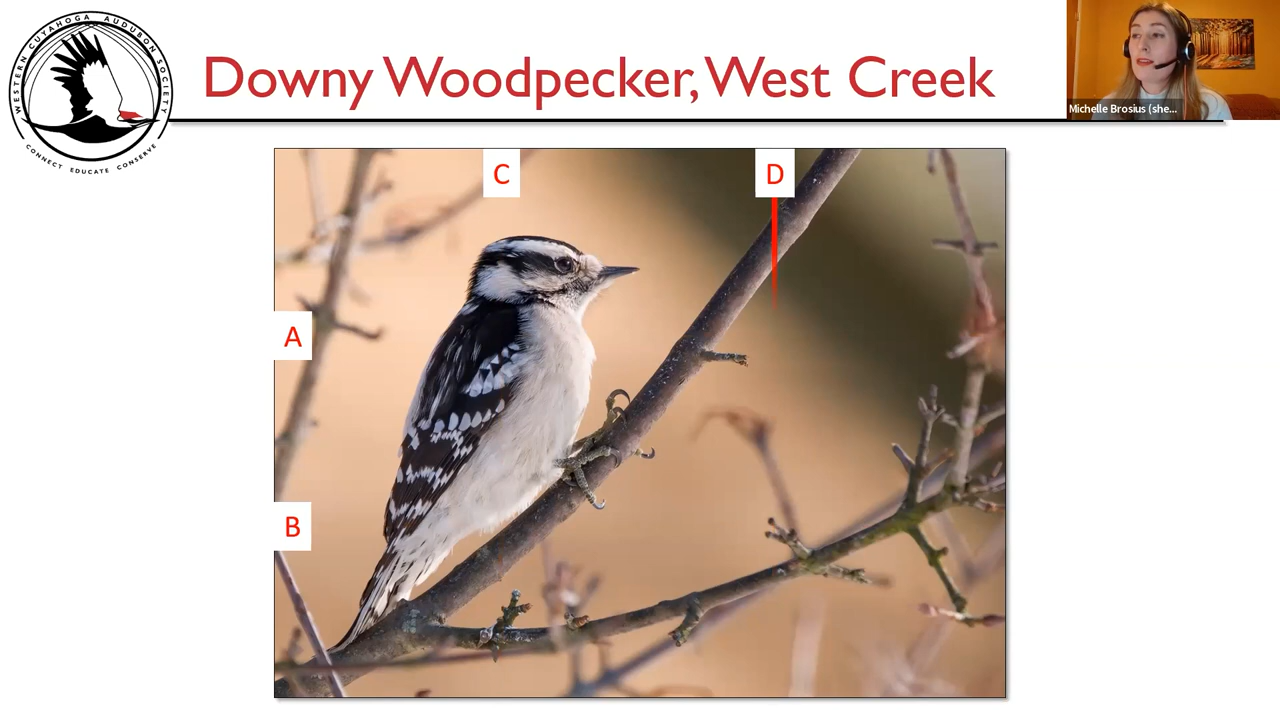 WESTERN CUYAHOGA AUDUBON SOCIETY
CONNECT EDUCATE CONSERVE
Downy Woodpecker, West Creek
Michelle Brosius (she...
C
D
A
B